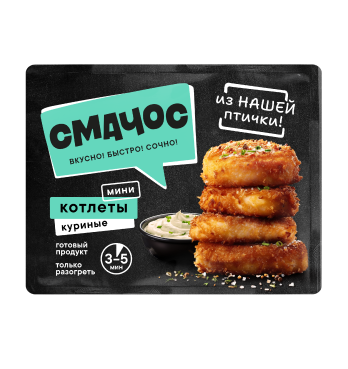 СМАЧОС
ВКУСНО! БЫСТРО! СОЧНО!
из НАШЕЙ
птички!
мини
котлеты
куриные
готовый
продукт
только
разогреть
3–5
мин